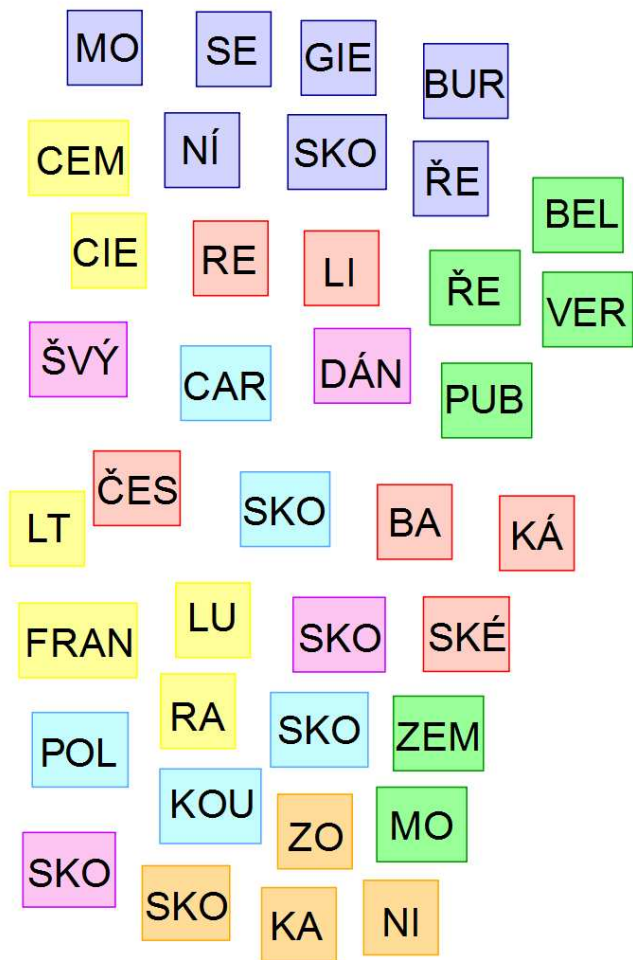 MO SE GIE BUR
CEM NÍ SKO ŘE BEL
CIE RE LI ŘE VER
ŠVÝ CAR DÁN PUB
LT ČES SKO BA KÁ
FRAN LU SKO SKÉ
POL RA SKO ZEM
SKO KOU ZO MO
SKO KA NI